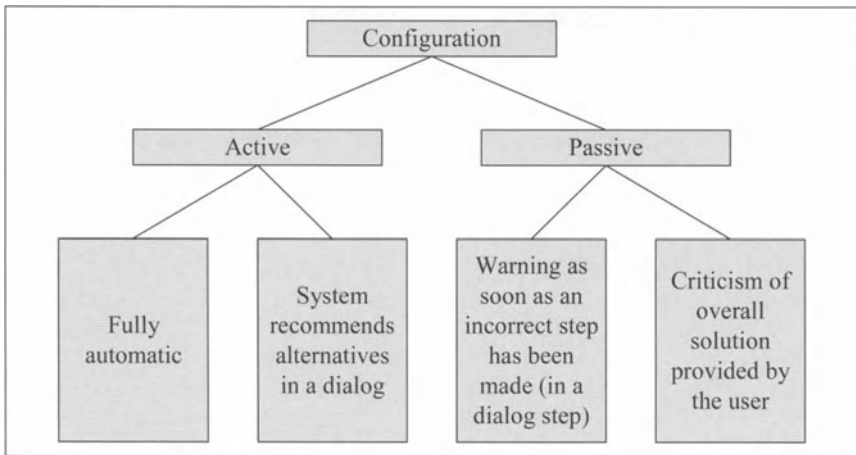 Configuration
Active
Passive
Fully
automatic
System
recommends
alternatives
in a dialog
Warning as
soon as an
incorrect step
has been
made (in a
dialog step)
Criticism of
overall
solution
provided by
the user